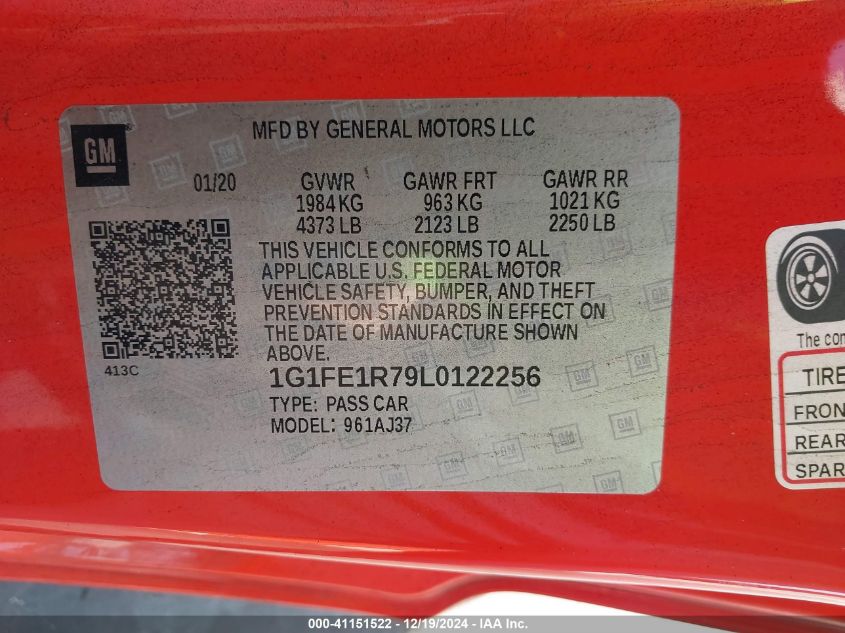 MFD BY GENERAL MOTORS LLC
GM
01/20 GVWR GAWR FRT GAWR RR
1984 KG 963 KG 1021 KG
4373 LB 2123 LB 2250 LB
THIS VEHICLE CONFORMS TO ALL
APPLICABLE U.S. FEDERAL MOTOR
VEHICLE SAFETY, BUMPER, AND THEFT
PREVENTION STANDARDS IN EFFECT ON
THE DATE OF MANUFACTURE SHOWN
ABOVE.
413C
1G1FE1R79L0122256
TYPE: PASS CAR
MODEL: 961AJ37
The con
TIRE
FRON
REAR
SPAR
000-41151522 - 12/19/2024 - IAA Inc.